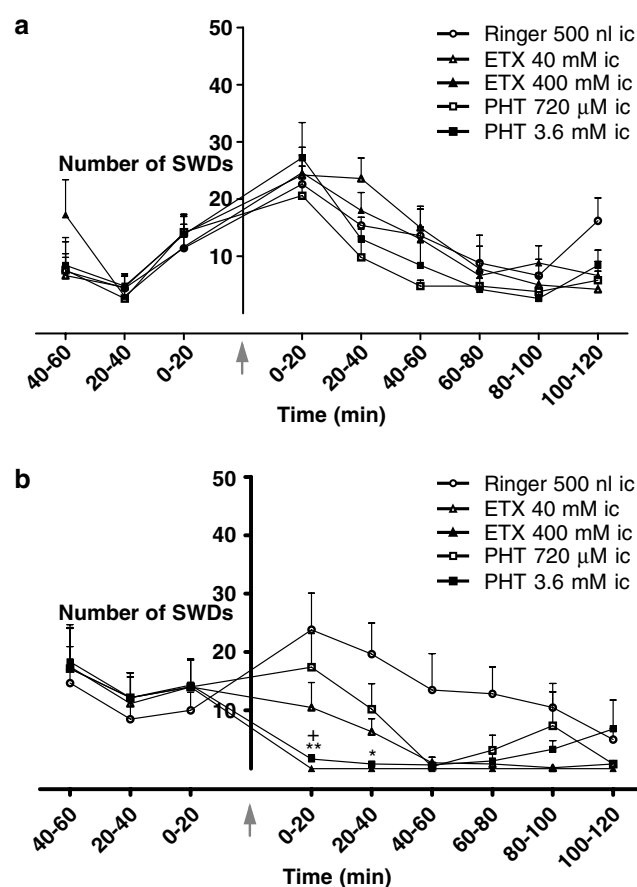 a
50
40
30
20
10
Number of SWDs
Ringer 500 nl ic
ETX 40 mM ic
ETX 400 mM ic
PHT 720 µM ic
PHT 3.6 mM ic
40-60
20-40
0-20
0-20
20-40
40-60
60-80
80-100
100-120
Time (min)
b
50
40
30
20
10
Number of SWDs
Ringer 500 nl ic
ETX 40 mM ic
ETX 400 mM ic
PHT 720 µM ic
PHT 3.6 mM ic
+
**
*
40-60
20-40
0-20
0-20
20-40
40-60
60-80
80-100
100-120
Time (min)